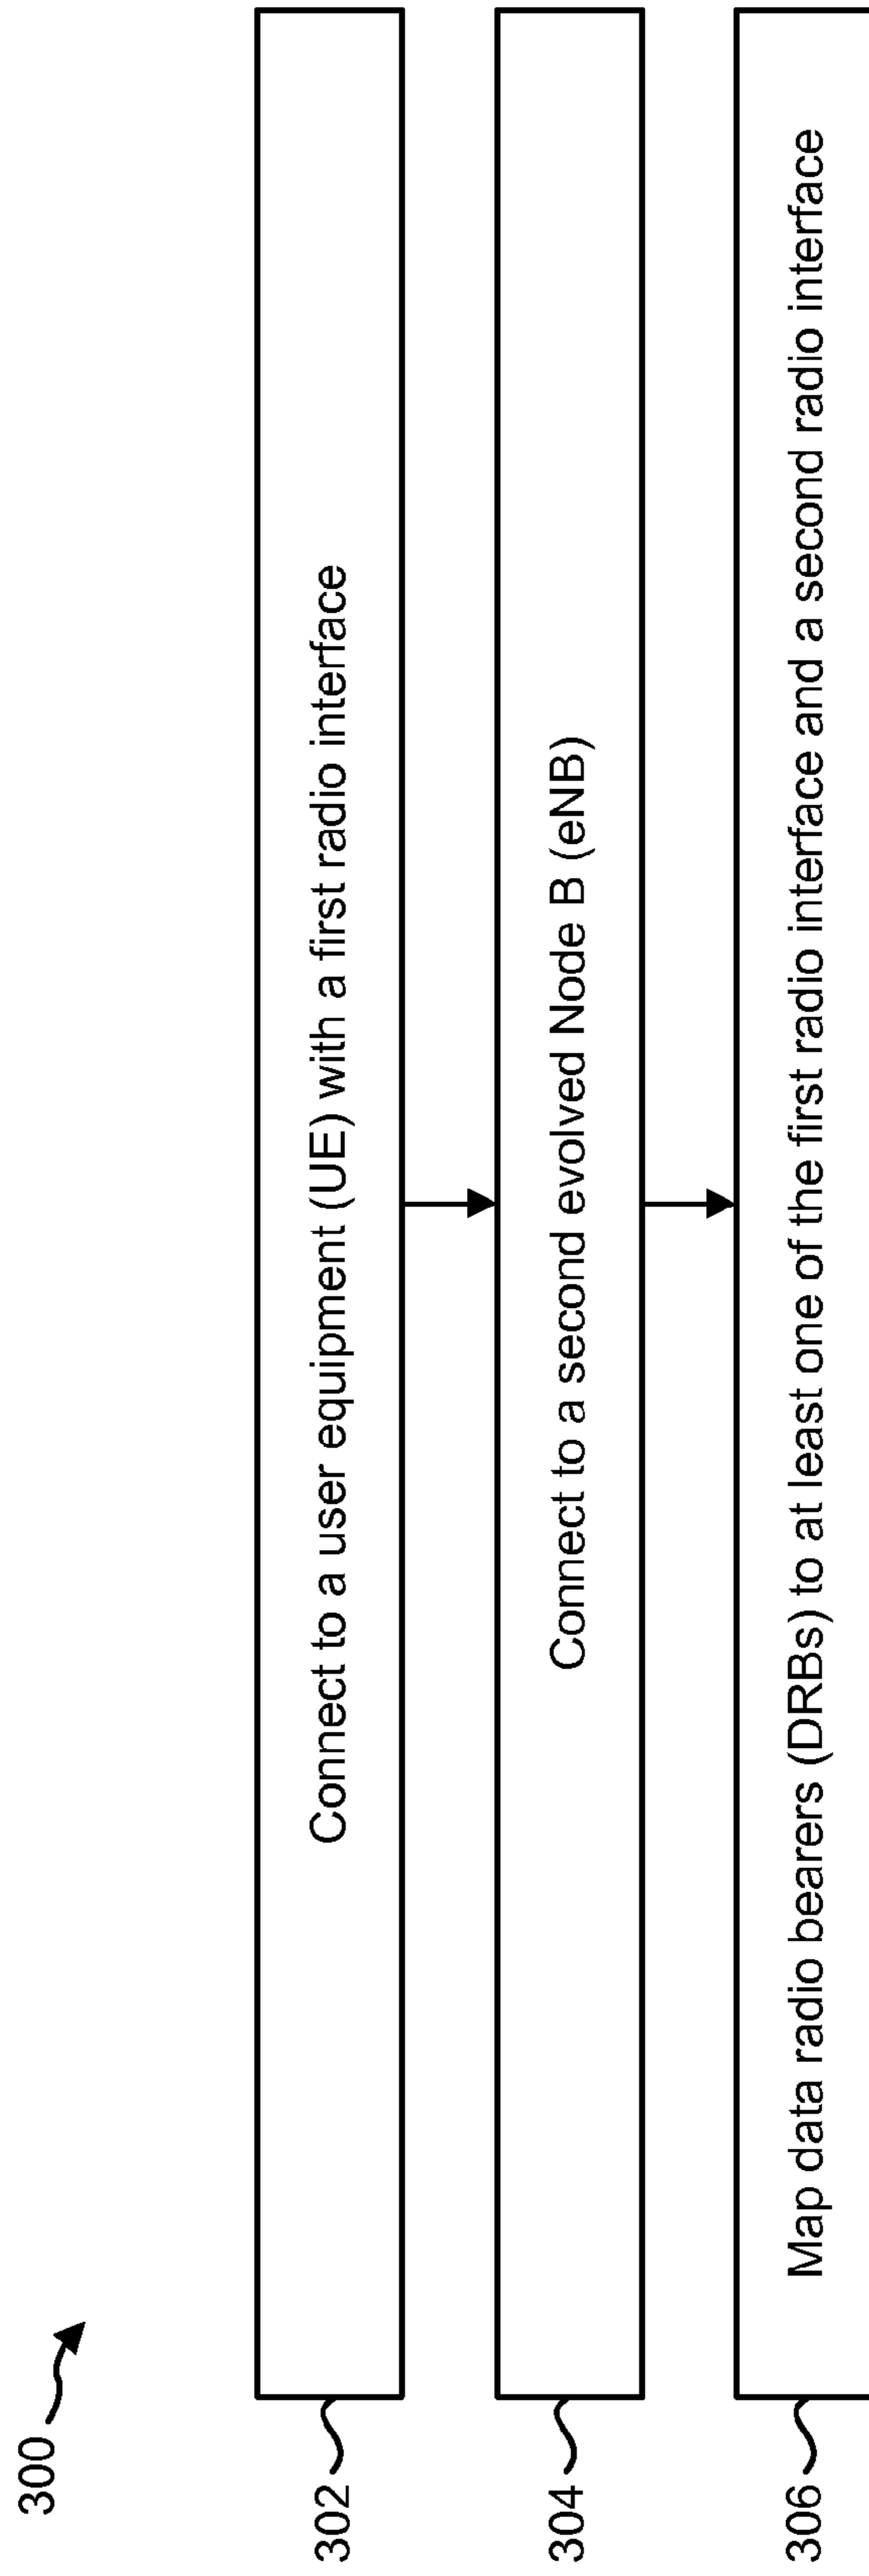 300
302
Connect to a user equipment (UE) with a first radio interface
304
Connect to a second evolved Node B (eNB)
306
Map data radio bearers (DRBs) to at least one of the first radio interface and a second radio interface